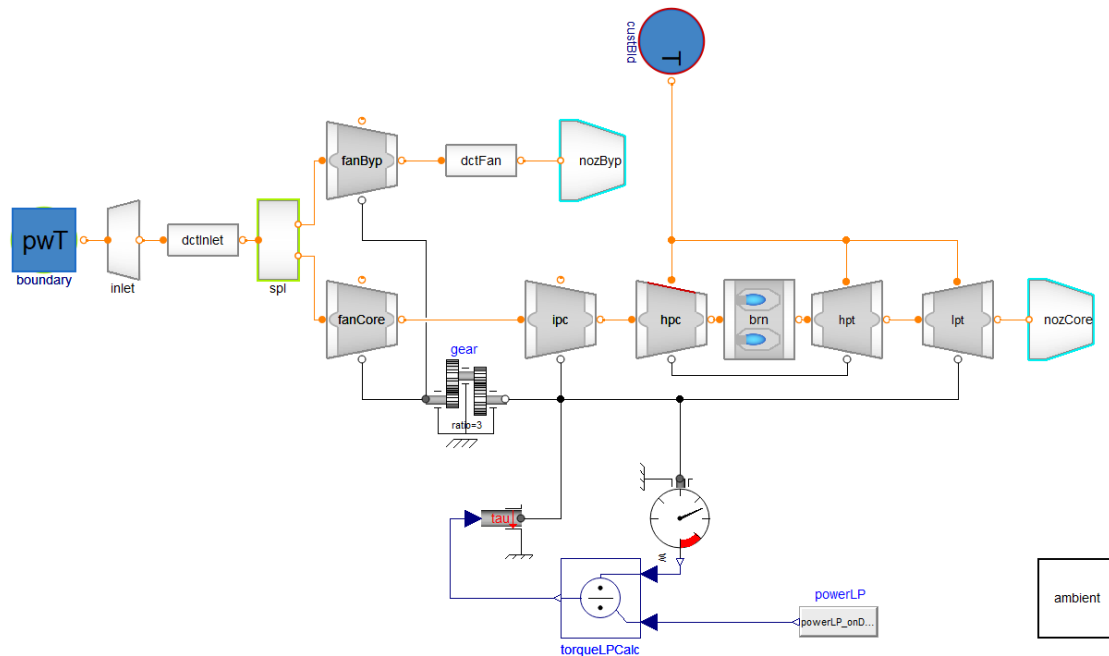 custBld
T
fanByp
dctFan
nozByp
pwT
boundary
inlet
dctInlet
spl
fanCore
ipc
hpc
brn
hpt
lpt
nozCore
gear
ratio=3
tau
w
powerLP
powerLP_onD...
torqueLPCalc
ambient